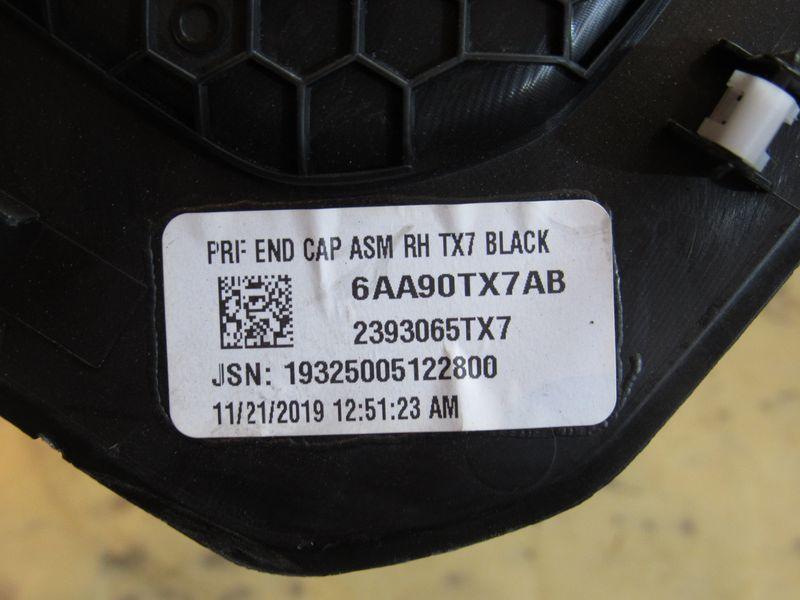 PRF END CAP ASM RH TX7 BLACK
6AA90TX7AB
2393065TX7
JSN: 19325005122800
11/21/2019 12:51:23 AM